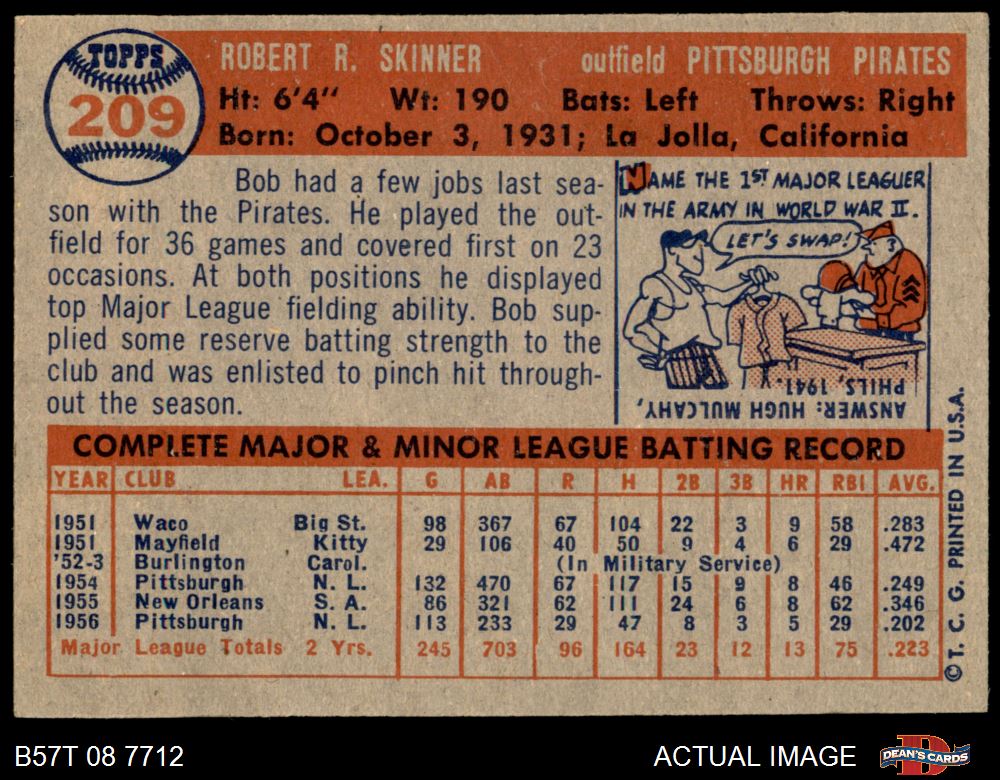 TOPPS
209
ROBERT R. SKINNER outfield PITTSBURGH PIRATES
Ht: 6'4" Wt: 190 Bats: Left Throws: Right
Born: October 3, 1931; La Jolla, California
Bob had a few jobs last sea-
son with the Pirates. He played the out-
field for 36 games and covered first on 23
occasions. At both positions he displayed
top Major League fielding ability. Bob sup-
plied some reserve batting strength to the
club and was enlisted to pinch hit through-
out the season.
NAME THE 1ST MAJOR LEAGUER
IN THE ARMY IN WORLD WAR II.
LET'S SWAP!
ANSWER: HUGH MULCAHY,
PHILS, 1941.
COMPLETE MAJOR & MINOR LEAGUE BATTING RECORD
YEAR CLUB LEA. G AB R H 2B 3B HR RBI AVG.
1951 Waco Big St. 98 367 67 104 22 3 9 58 .283
1951 Mayfield Kitty 29 106 40 50 9 4 6 29 .472
'52-3 Burlington Carol. (In Military Service)
1954 Pittsburgh N. L. 132 470 67 117 15 9 8 46 .249
1955 New Orleans S. A. 86 321 62 111 24 6 8 62 .346
1956 Pittsburgh N. L. 113 233 29 47 8 3 5 29 .202
Major League Totals 2 Yrs. 245 703 96 164 23 12 13 75 .223
© T. C. G. PRINTED IN U.S.A.
B57T 08 7712 ACTUAL IMAGE DEAN'S CARDS